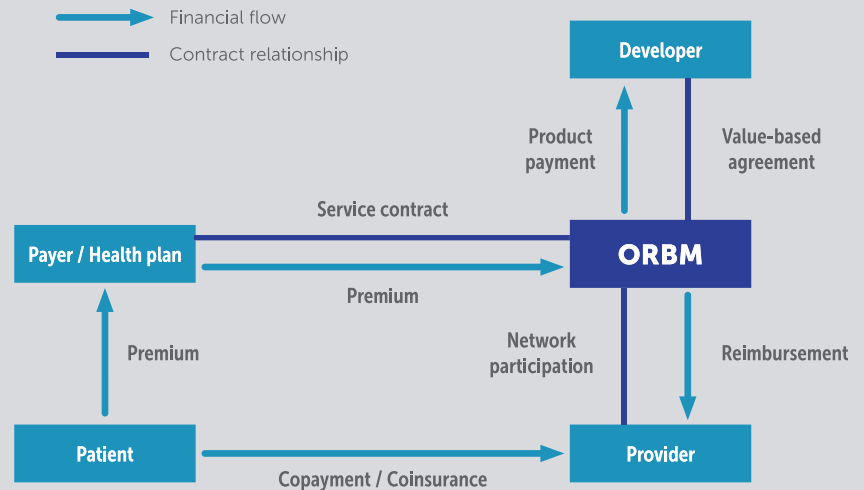 Financial flow
Contract relationship
Developer
Product
payment
Value-based
agreement
Service contract
Payer / Health plan
ORBM
Premium
Premium
Network
participation
Reimbursement
Patient
Provider
Copayment / Coinsurance